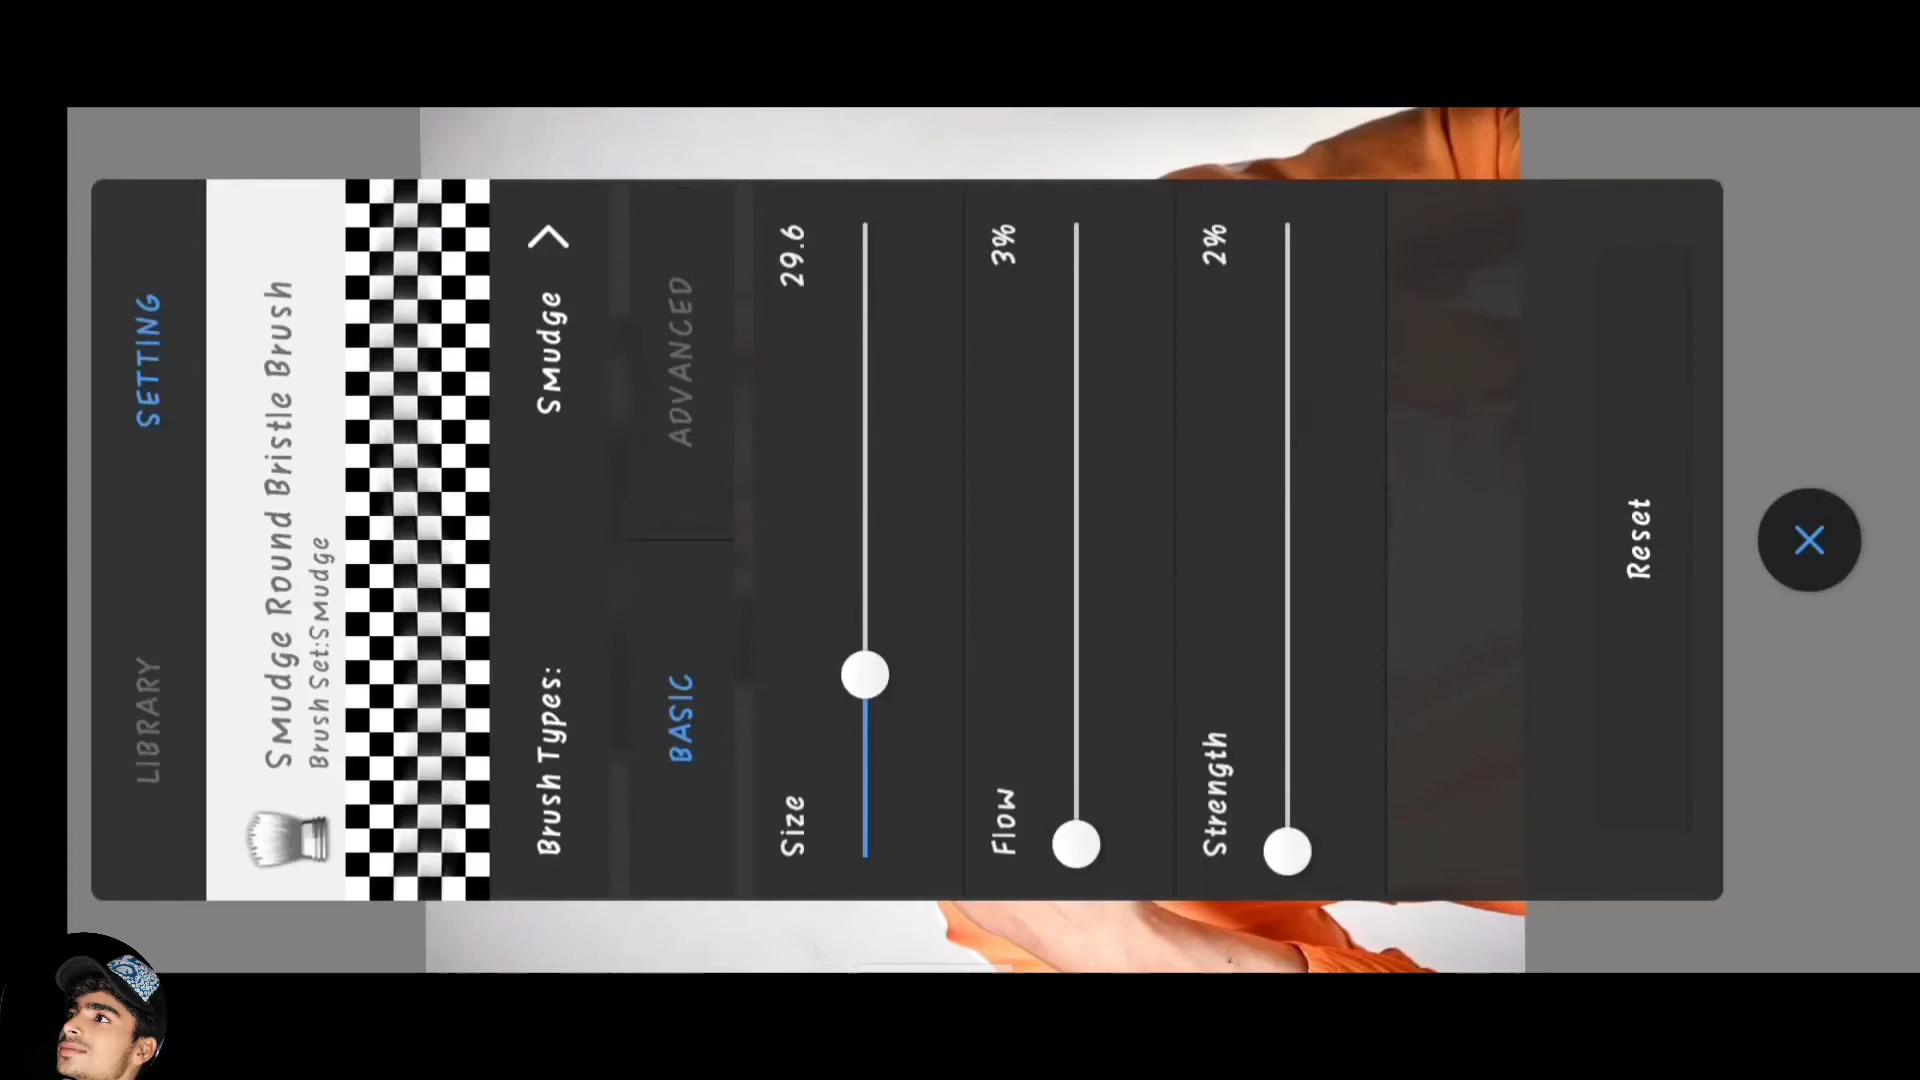 LIBRARY SETTING
Smudge Round Bristle Brush
Brush Set:Smudge
Brush Types: Smudge
BASIC ADVANCED
Size 29.6
Flow 3%
Strength 2%
Reset